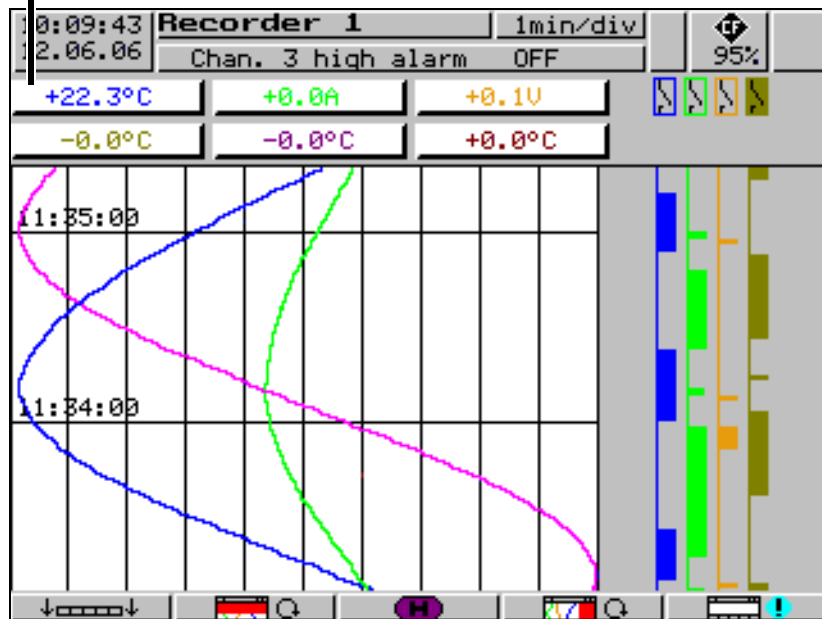 10:09:43 Recorder 1 1min/div CF
12.06.06 Chan. 3 high alarm OFF 95%
+22.3°C +0.0A +0.1V
-0.0°C -0.0°C +0.0°C
11:35:00
11:34:00
H !